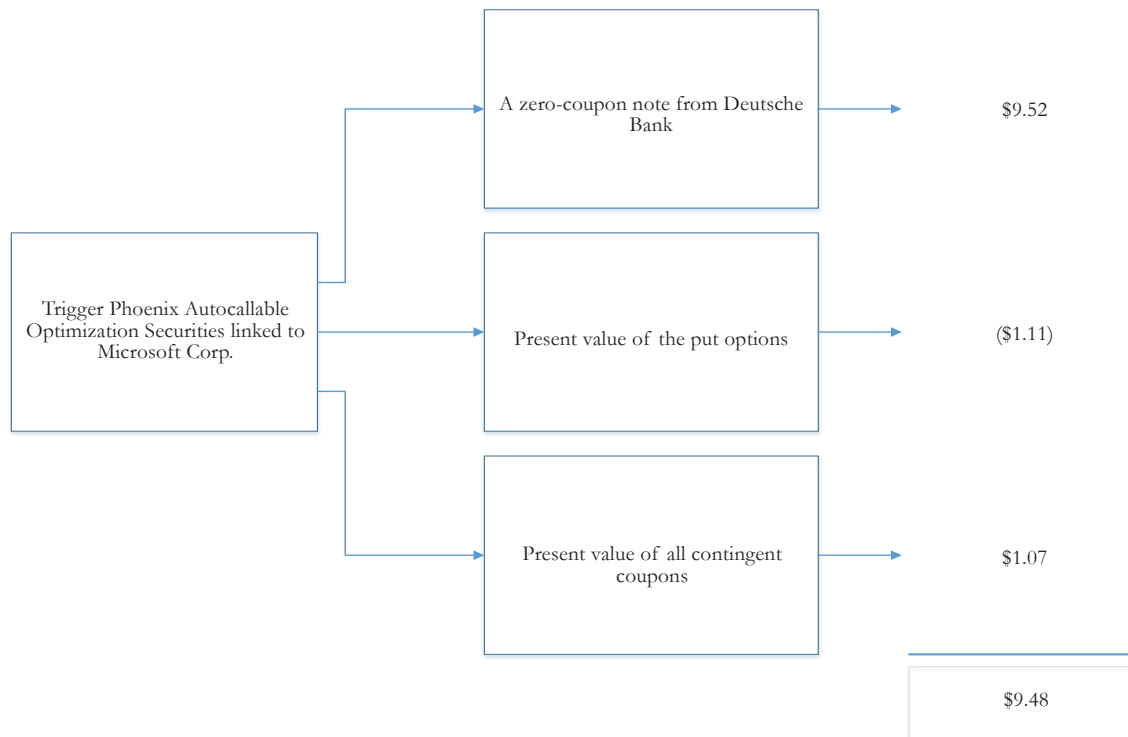 A zero-coupon note from Deutsche
Bank
$9.52
Trigger Phoenix Autocallable
Optimization Securities linked to
Microsoft Corp.
Present value of the put options
($1.11)
Present value of all contingent
coupons
$1.07
$9.48